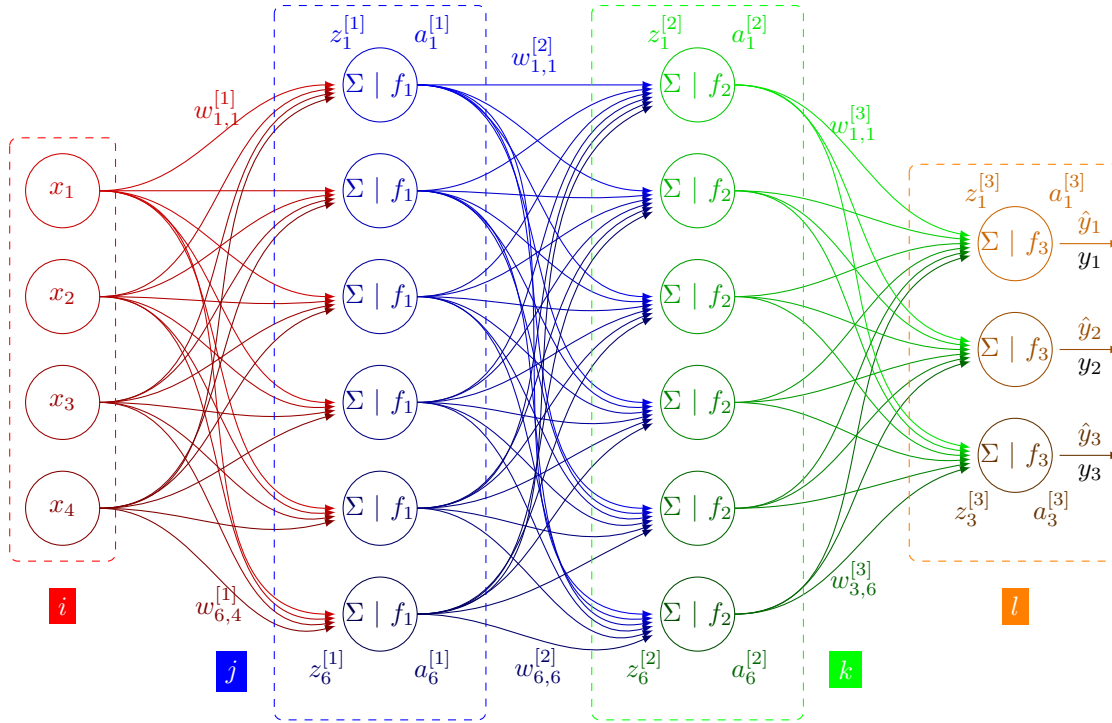 z_1^{[1]} a_1^{[1]} z_1^{[2]} a_1^{[2]}
w_{1,1}^{[2]}
Σ | f_1 Σ | f_2
w_{1,1}^{[1]} w_{1,1}^{[3]}
x_1 Σ | f_1 Σ | f_2 z_1^{[3]} a_1^{[3]}
Σ | f_3 ŷ_1
y_1
x_2 Σ | f_1 Σ | f_2
Σ | f_3 ŷ_2
y_2
x_3 Σ | f_1 Σ | f_2
Σ | f_3 ŷ_3
y_3
x_4 Σ | f_1 Σ | f_2 z_3^{[3]} a_3^{[3]}
w_{6,4}^{[1]} w_{3,6}^{[3]}
i Σ | f_1 Σ | f_2 l
z_6^{[1]} a_6^{[1]} w_{6,6}^{[2]} z_6^{[2]} a_6^{[2]}
j k